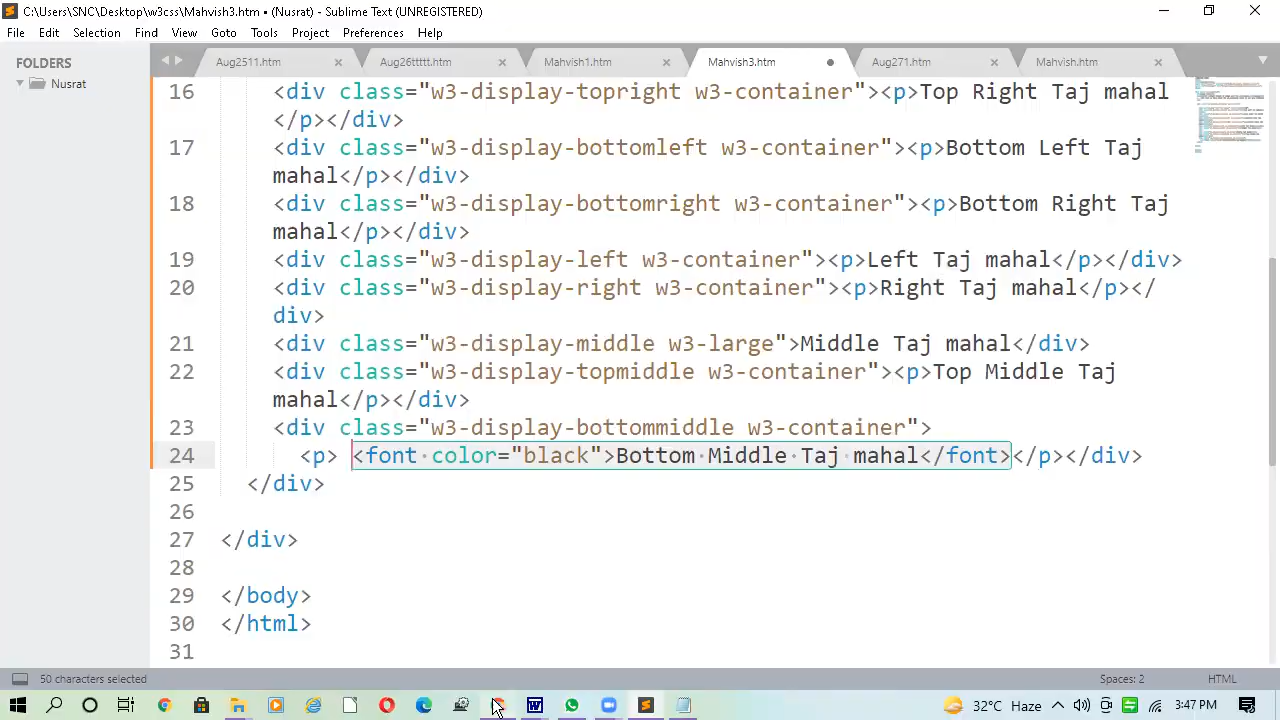 C:\Users\SNC\Desktop\w3css\Mahvish3.htm • (Nusrat) - Sublime Text (UNREGISTERED)
File Edit Selection Find View Goto Tools Project Preferences Help
FOLDERS
Nusrat
Aug2511.htm Aug26ttttt.htm Mahvish1.htm Mahvish3.htm Aug271.htm Mahvish.htm
16 <div class="w3-display-topright w3-container"><p>Top Right Taj mahal
</p></div>
17 <div class="w3-display-bottomleft w3-container"><p>Bottom Left Taj
mahal</p></div>
18 <div class="w3-display-bottomright w3-container"><p>Bottom Right Taj
mahal</p></div>
19 <div class="w3-display-left w3-container"><p>Left Taj mahal</p></div>
20 <div class="w3-display-right w3-container"><p>Right Taj mahal</p></
div>
21 <div class="w3-display-middle w3-large">Middle Taj mahal</div>
22 <div class="w3-display-topmiddle w3-container"><p>Top Middle Taj
mahal</p></div>
23 <div class="w3-display-bottommiddle w3-container">
24 <p> <font color="black">Bottom Middle Taj mahal</font></p></div>
25 </div>
26
27 </div>
28
29 </body>
30 </html>
31
50 characters selected Spaces: 2 HTML
32°C Haze 3:47 PM